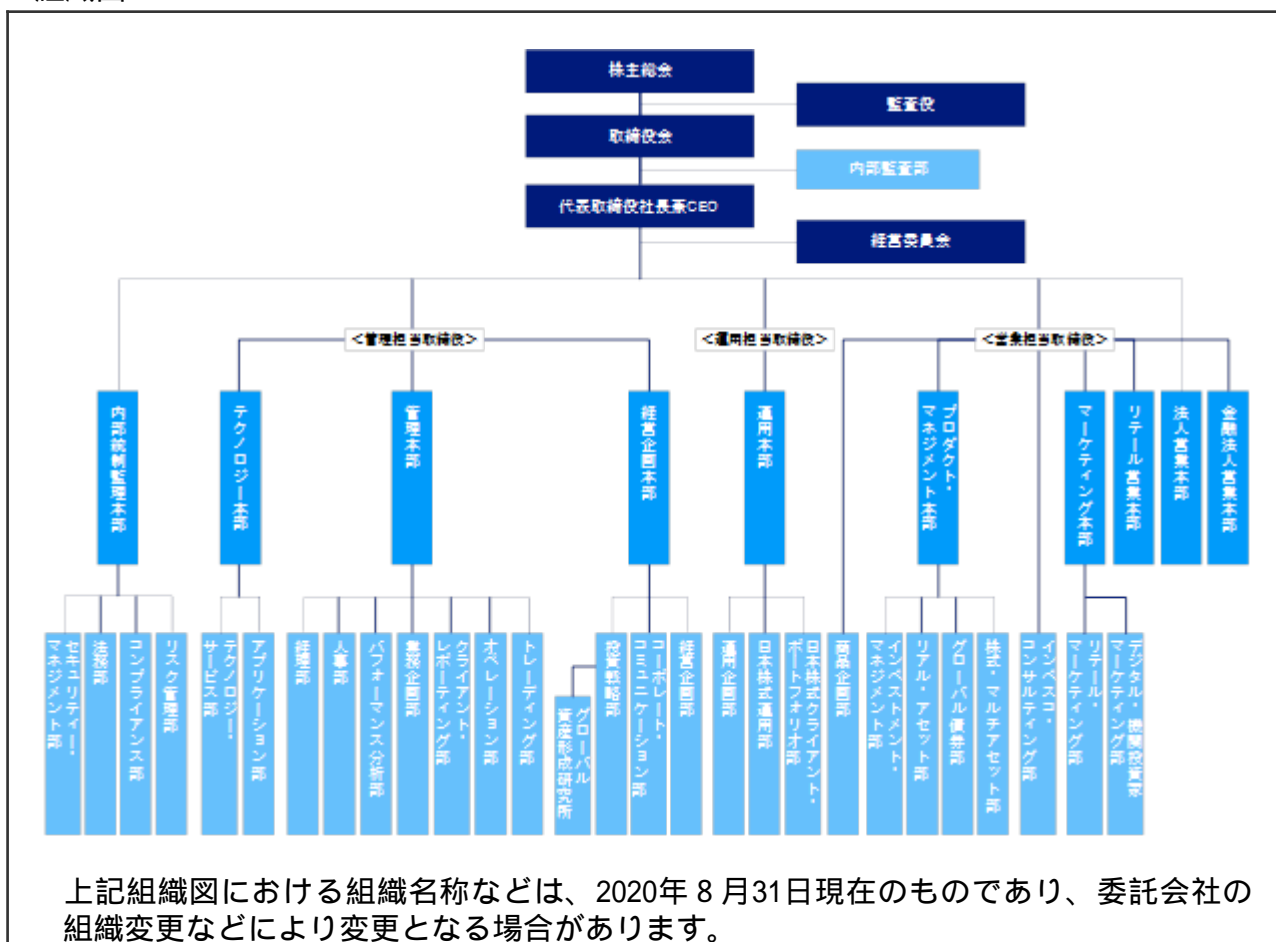 株主総会
監査役
取締役会
内部監査部
代表取締役社長兼CEO
経営委員会
＜管理担当取締役＞
＜運用担当取締役＞
＜営業担当取締役＞
内部統制監理本部
テクノロジー本部
管理本部
経営企画本部
運用本部
プロダクト・
マネジメント本部
マーケティング本部
リテール営業本部
法人営業本部
金融法人営業本部
セキュリティー・
マネジメント部
法務部
コンプライアンス部
リスク管理部
テクノロジー・
サービス部
アプリケーション部
経理部
人事部
パフォーマンス分析部
業務企画部
クライアント・
レポーティング部
オペレーション部
トレーディング部
グローバル
資産形成研究所
投資戦略部
コーポレート・
コミュニケーション部
経営企画部
運用企画部
日本株式運用部
日本株式クライアント・
ポートフォリオ部
商品企画部
インベストメント・
マネジメント部
リアル・アセット部
グローバル債券部
株式・マルチアセット部
インベスコ・
コンサルティング部
リテール・
マーケティング部
デジタル・機関投資家
マーケティング部
上記組織図における組織名称などは、2020年８月31日現在のものであり、委託会社の
組織変更などにより変更となる場合があります。